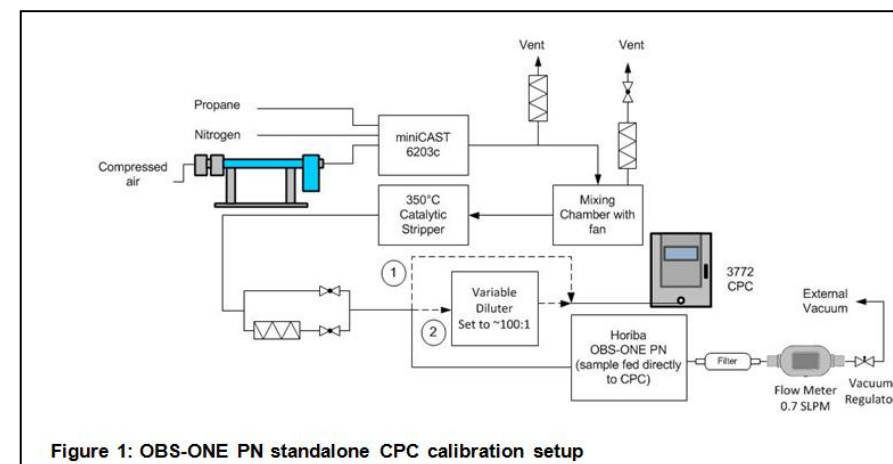 Vent
Vent
Propane
Nitrogen
miniCAST
6203c
Compressed
air
350°C
Catalytic
Stripper
Mixing
Chamber with
fan
1
3772
CPC
Variable
Diluter
Set to ~100:1
2
External
Vacuum
Horiba
OBS-ONE PN
(sample fed directly
to CPC)
Filter
Flow Meter
0.7 SLPM
Vacuum
Regulato
Figure 1: OBS-ONE PN standalone CPC calibration setup